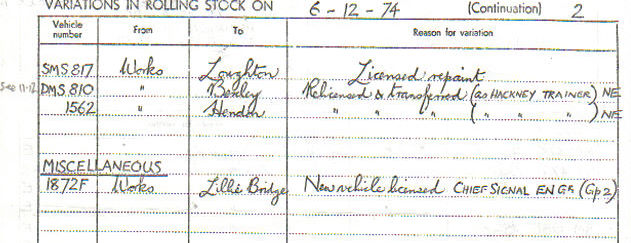 VARIATIONS IN ROLLING STOCK ON 6-12-74 (Continuation) 2
Vehicle number From To Reason for variation
SMS 817 Works Loughton Licensed repaint
See 11-12 DMS 810 " Bexley Relicensed & transferred (as HACKNEY TRAINER) NE
1562 " Hendon " " " ( " " " ) NE
MISCELLANEOUS
1872F Works Lillie Bridge New vehicle licensed CHIEF SIGNAL ENGR (Gp 2)